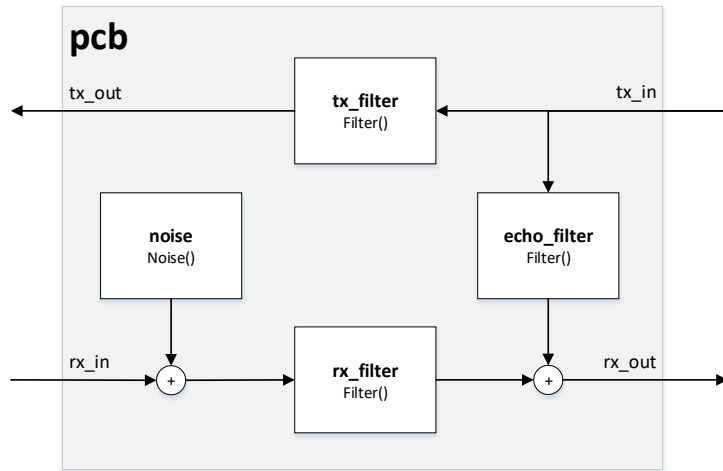 pcb
tx_out
tx_filter
Filter()
tx_in
noise
Noise()
echo_filter
Filter()
rx_in
+
rx_filter
Filter()
+
rx_out